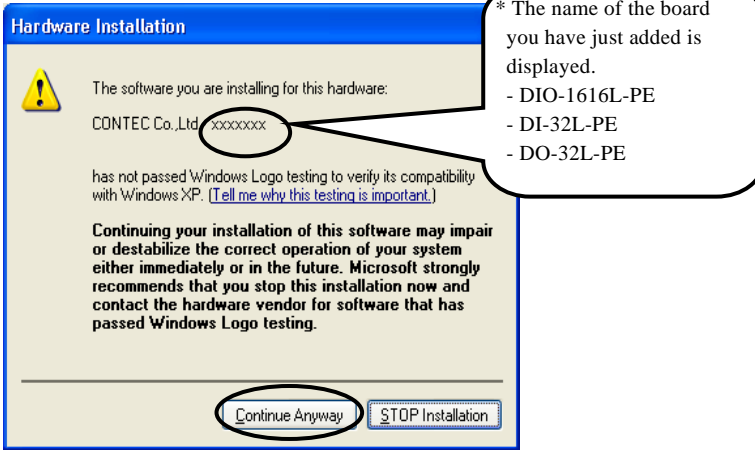 Hardware Installation
The software you are installing for this hardware:
CONTEC Co.,Ltd. xxxxxxx
has not passed Windows Logo testing to verify its compatibility
with Windows XP. (Tell me why this testing is important.)
Continuing your installation of this software may impair
or destabilize the correct operation of your system
either immediately or in the future. Microsoft strongly
recommends that you stop this installation now and
contact the hardware vendor for software that has
passed Windows Logo testing.
Continue Anyway
STOP Installation
* The name of the board
you have just added is
displayed.
- DIO-1616L-PE
- DI-32L-PE
- DO-32L-PE